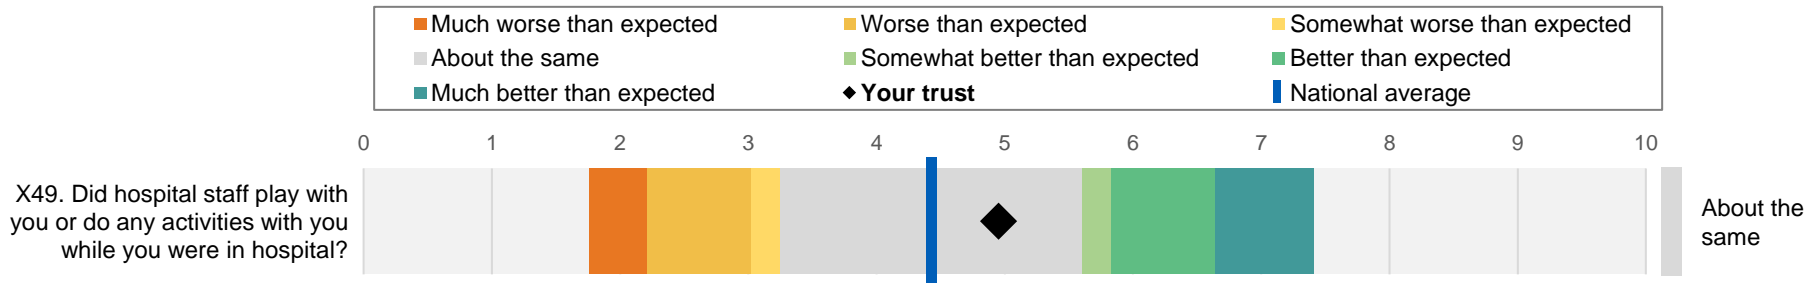 Much worse than expected
Worse than expected
Somewhat worse than expected
About the same
Somewhat better than expected
Better than expected
Much better than expected
Your trust
National average
0 1 2 3 4 5 6 7 8 9 10
X49. Did hospital staff play with
you or do any activities with you
while you were in hospital?
About the
same